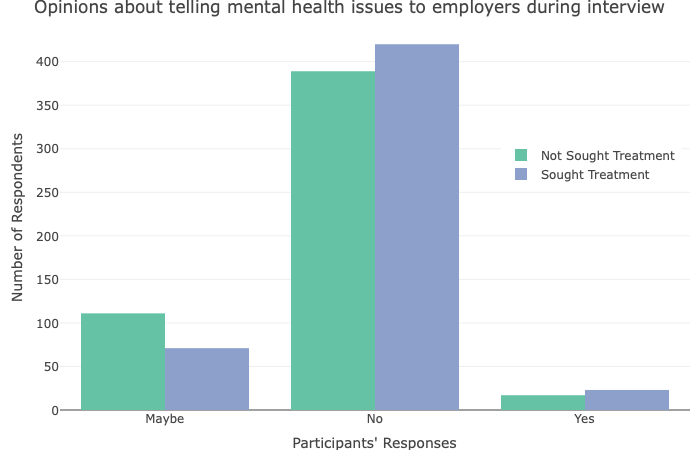 Opinions about telling mental health issues to employers during interview
400
350
300
250
200
150
100
50
0
Number of Respondents
Not Sought Treatment
Sought Treatment
Maybe
No
Yes
Participants' Responses